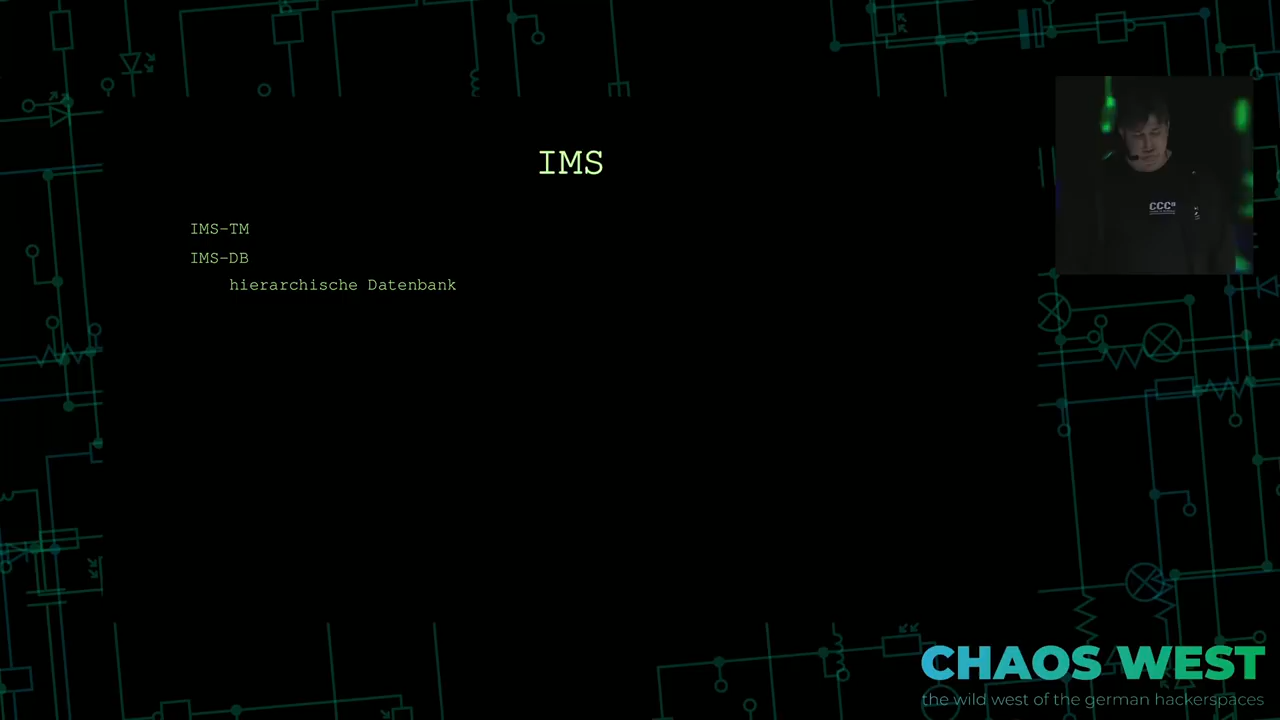 IMS
IMS-TM
IMS-DB
hierarchische Datenbank
CCC
CHAOS WEST
the wild west of the german hackerspaces